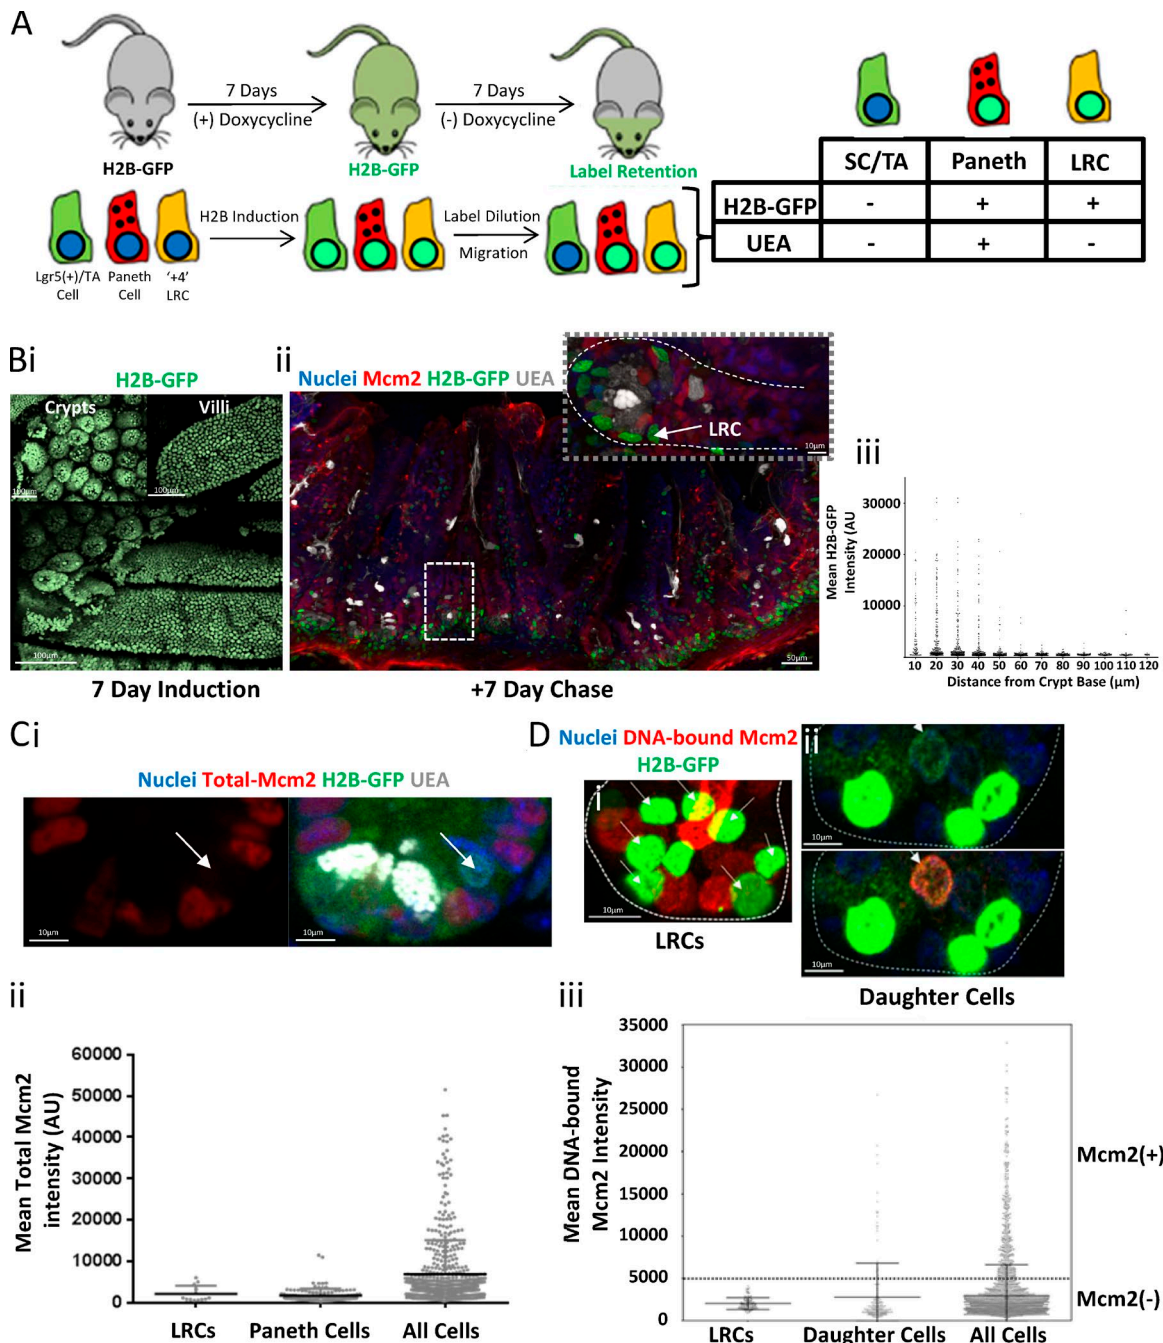 A
7 Days
(+) Doxycycline
7 Days
(-) Doxycycline
H2B-GFP
H2B-GFP
Label Retention
H2B Induction
Label Dilution
Migration
Lgr5(+)/TA
Cell
Paneth
Cell
‘+4’
LRC
SC/TA Paneth LRC
H2B-GFP - + +
UEA - + -
Bi
H2B-GFP
Crypts
Villi
100µm
100µm
100µm
7 Day Induction
ii
Nuclei Mcm2 H2B-GFP UEA
LRC
10µm
50µm
+7 Day Chase
iii
Mean H2B-GFP
Intensity (AU
30000
20000
10000
10 20 30 40 50 60 70 80 90 100 110 120
Distance from Crypt Base (µm)
Ci
Nuclei Total-Mcm2 H2B-GFP UEA
10µm
10µm
D
Nuclei DNA-bound Mcm2
H2B-GFP
i
10µm
LRCs
ii
10µm
10µm
Daughter Cells
ii
Mean Total Mcm2
intensity (AU)
60000
50000
40000
30000
20000
10000
0
LRCs Paneth Cells All Cells
iii
Mean DNA-bound
Mcm2 Intensity
35000
30000
25000
20000
15000
10000
5000
0
LRCs Daughter Cells All Cells
Mcm2(+)
Mcm2(-)